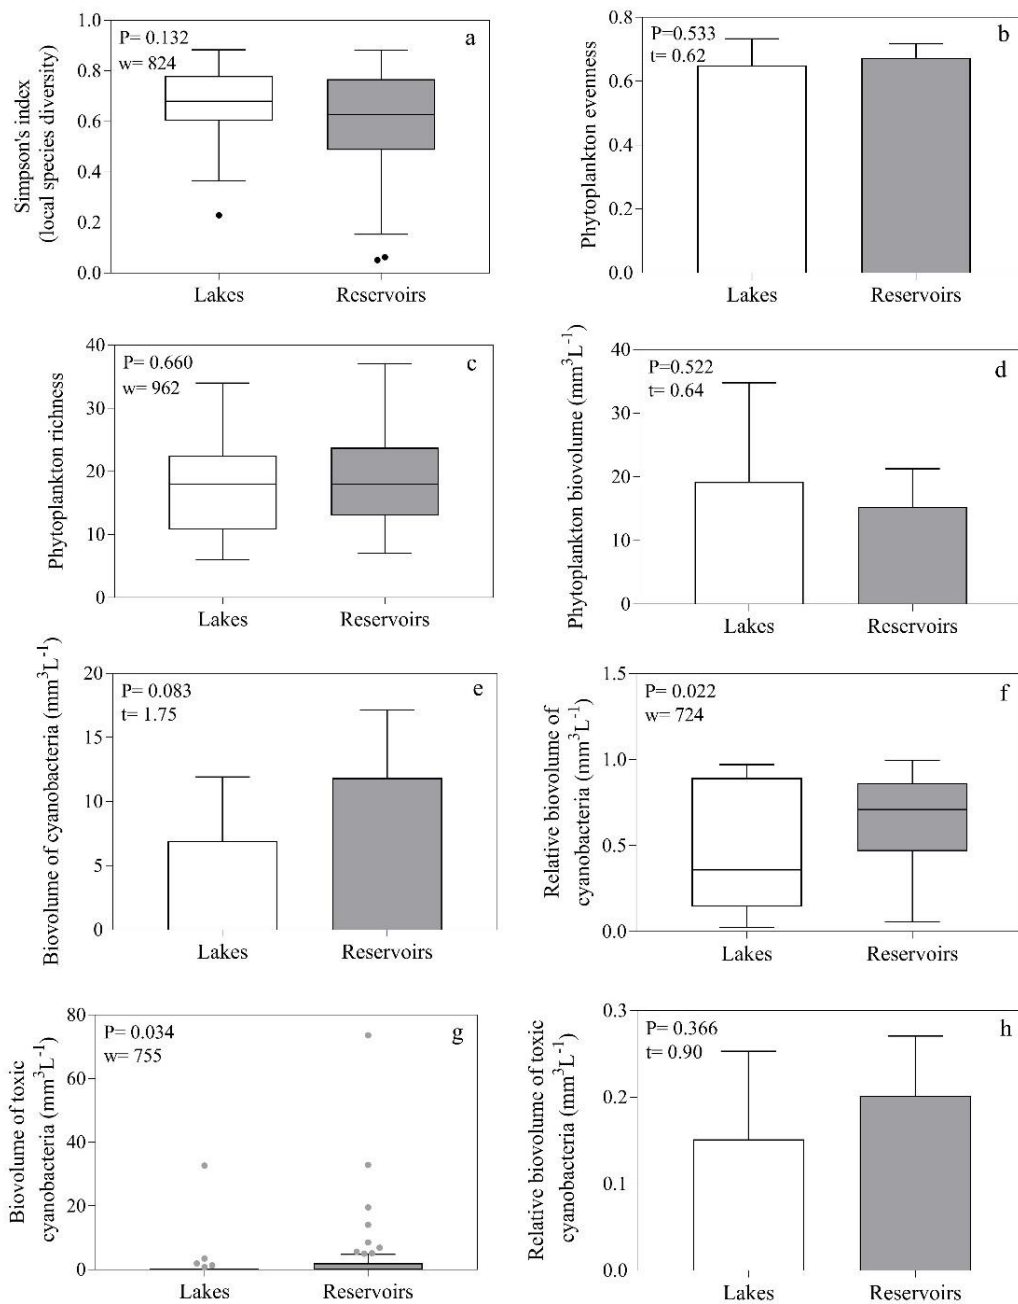 P= 0.132
w= 824
a
Simpson's index
(local species diversity)
1.0
0.8
0.6
0.4
0.2
0.0
Lakes
Reservoirs
P=0.533
t= 0.62
b
Phytoplankton evenness
0.8
0.6
0.4
0.2
0.0
Lakes
Reservoirs
P= 0.660
w= 962
c
Phytoplankton richness
40
30
20
10
0
Lakes
Reservoirs
P=0.522
t= 0.64
d
Phytoplankton biovolume (mm³L⁻¹)
40
30
20
10
0
Lakes
Reservoirs
P= 0.083
t= 1.75
e
Biovolume of cyanobacteria (mm³L⁻¹)
20
15
10
5
0
Lakes
Reservoirs
P= 0.022
w= 724
f
Relative biovolume of
cyanobacteria (mm³L⁻¹)
1.5
1.0
0.5
0.0
Lakes
Reservoirs
P= 0.034
w= 755
g
Biovolume of toxic
cyanobacteria (mm³L⁻¹)
80
60
40
20
0
Lakes
Reservoirs
P= 0.366
t= 0.90
h
Relative biovolume of toxic
cyanobacteria (mm³L⁻¹)
0.3
0.2
0.1
0.0
Lakes
Reservoirs